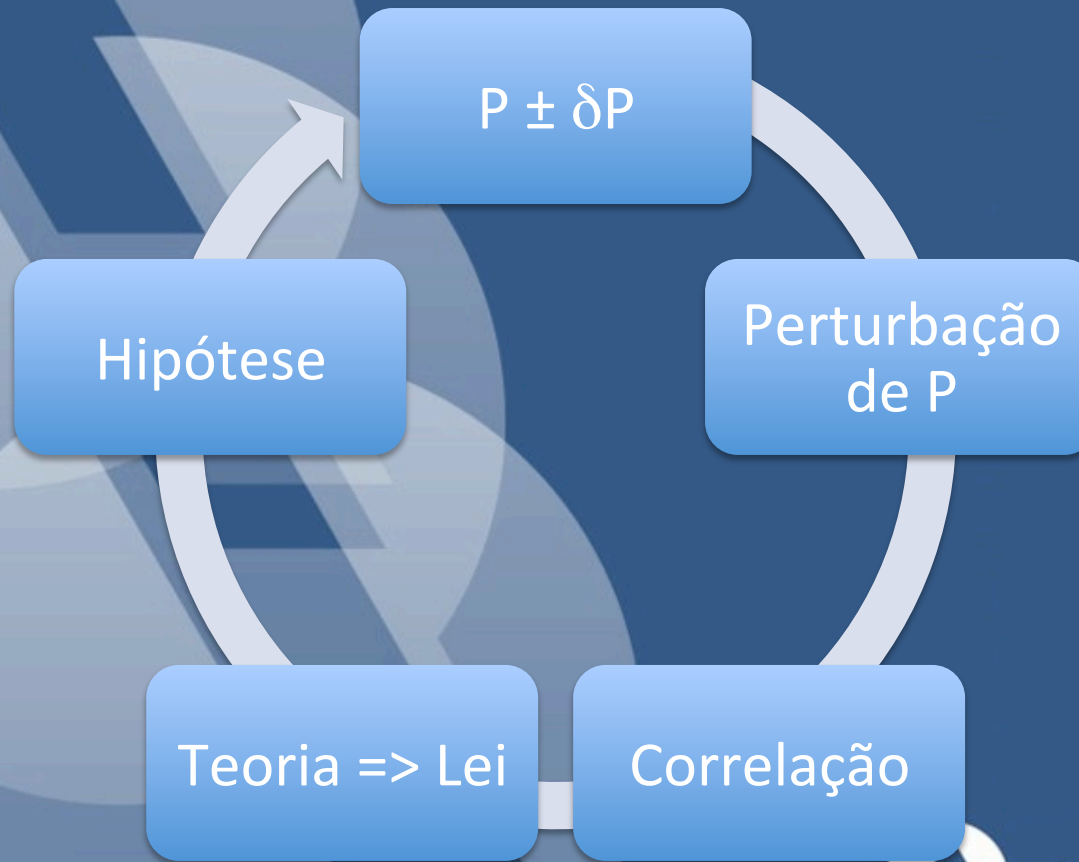 P ± δP
Perturbação
de P
Correlação
Teoria => Lei
Hipótese